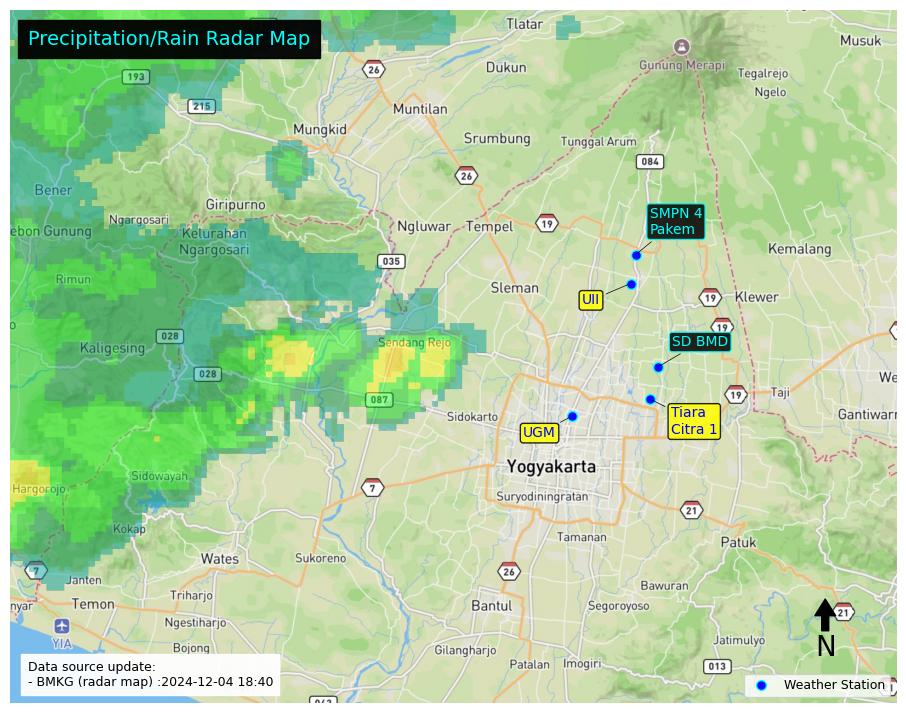 Precipitation/Rain Radar Map
Tlatar
Musuk
26
Gunung Merapi
193
Dukun
Tegalrejo
Ngelo
215
Muntilan
Mungkid
Srumbung
Tunggal Arum
084
26
Bener
Giripurno
SMPN 4
Pakem
Ngargosari
Ngluwar
Tempel
19
ebon Gunung
Kelurahan
Ngargosari
Kemalang
035
Rimun
Sleman
UII
19
Klewer
19
028
Kaligesing
Sendang Rejo
SD BMD
028
We
087
19
Taji
Sidokarto
Tiara
Citra 1
Gantiwarn
UGM
Yogyakarta
Sidowayah
Hargorojo
7
Suryodiningratan
21
Kokap
Tamanan
Patuk
Wates
Sukoreno
7
Janten
26
Bawuran
Triharjo
nyar
Temon
Bantul
Segoroyoso
21
Ngestiharjo
YIA
Bojong
Gilangharjo
Jatimulyo
N
Patalan
Imogiri
013
Data source update:
- BMKG (radar map) :2024-12-04 18:40
Weather Station